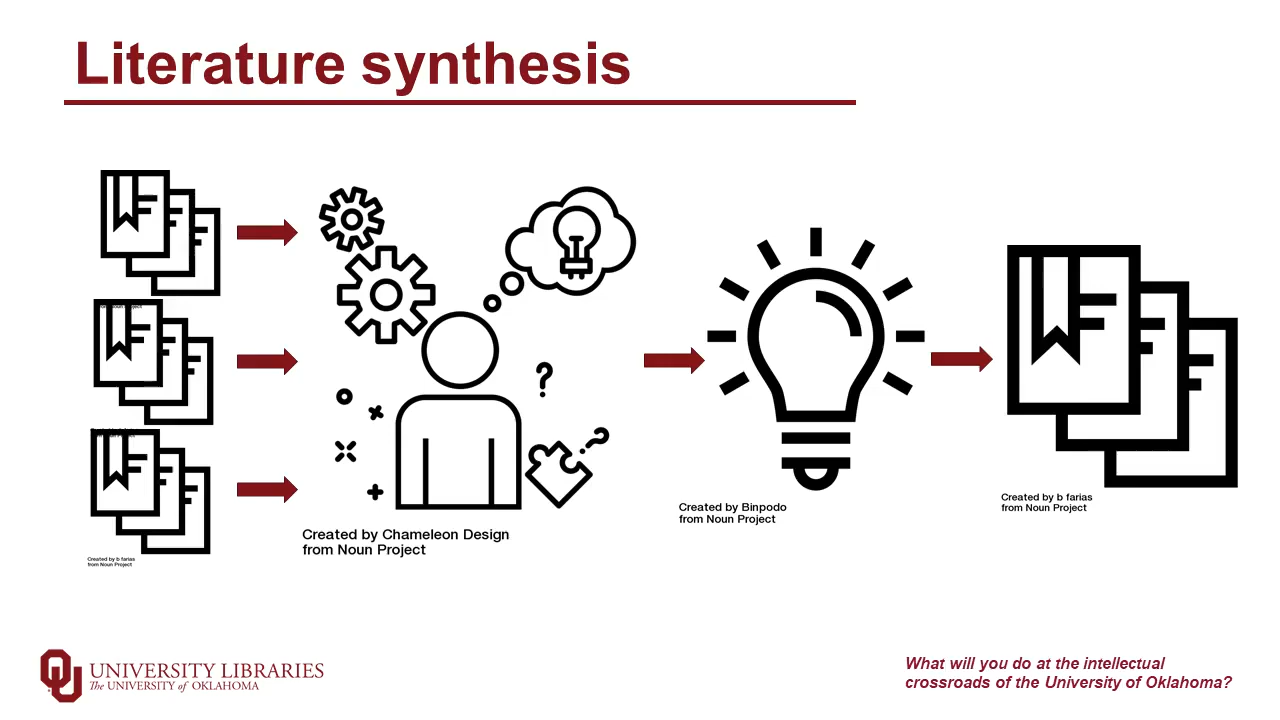 Literature synthesis
Created by b farias
from Noun Project
Created by Chameleon Design
from Noun Project
Created by Binpodo
from Noun Project
Created by b farias
from Noun Project
OU
UNIVERSITY LIBRARIES
The UNIVERSITY of OKLAHOMA
What will you do at the intellectual
crossroads of the University of Oklahoma?